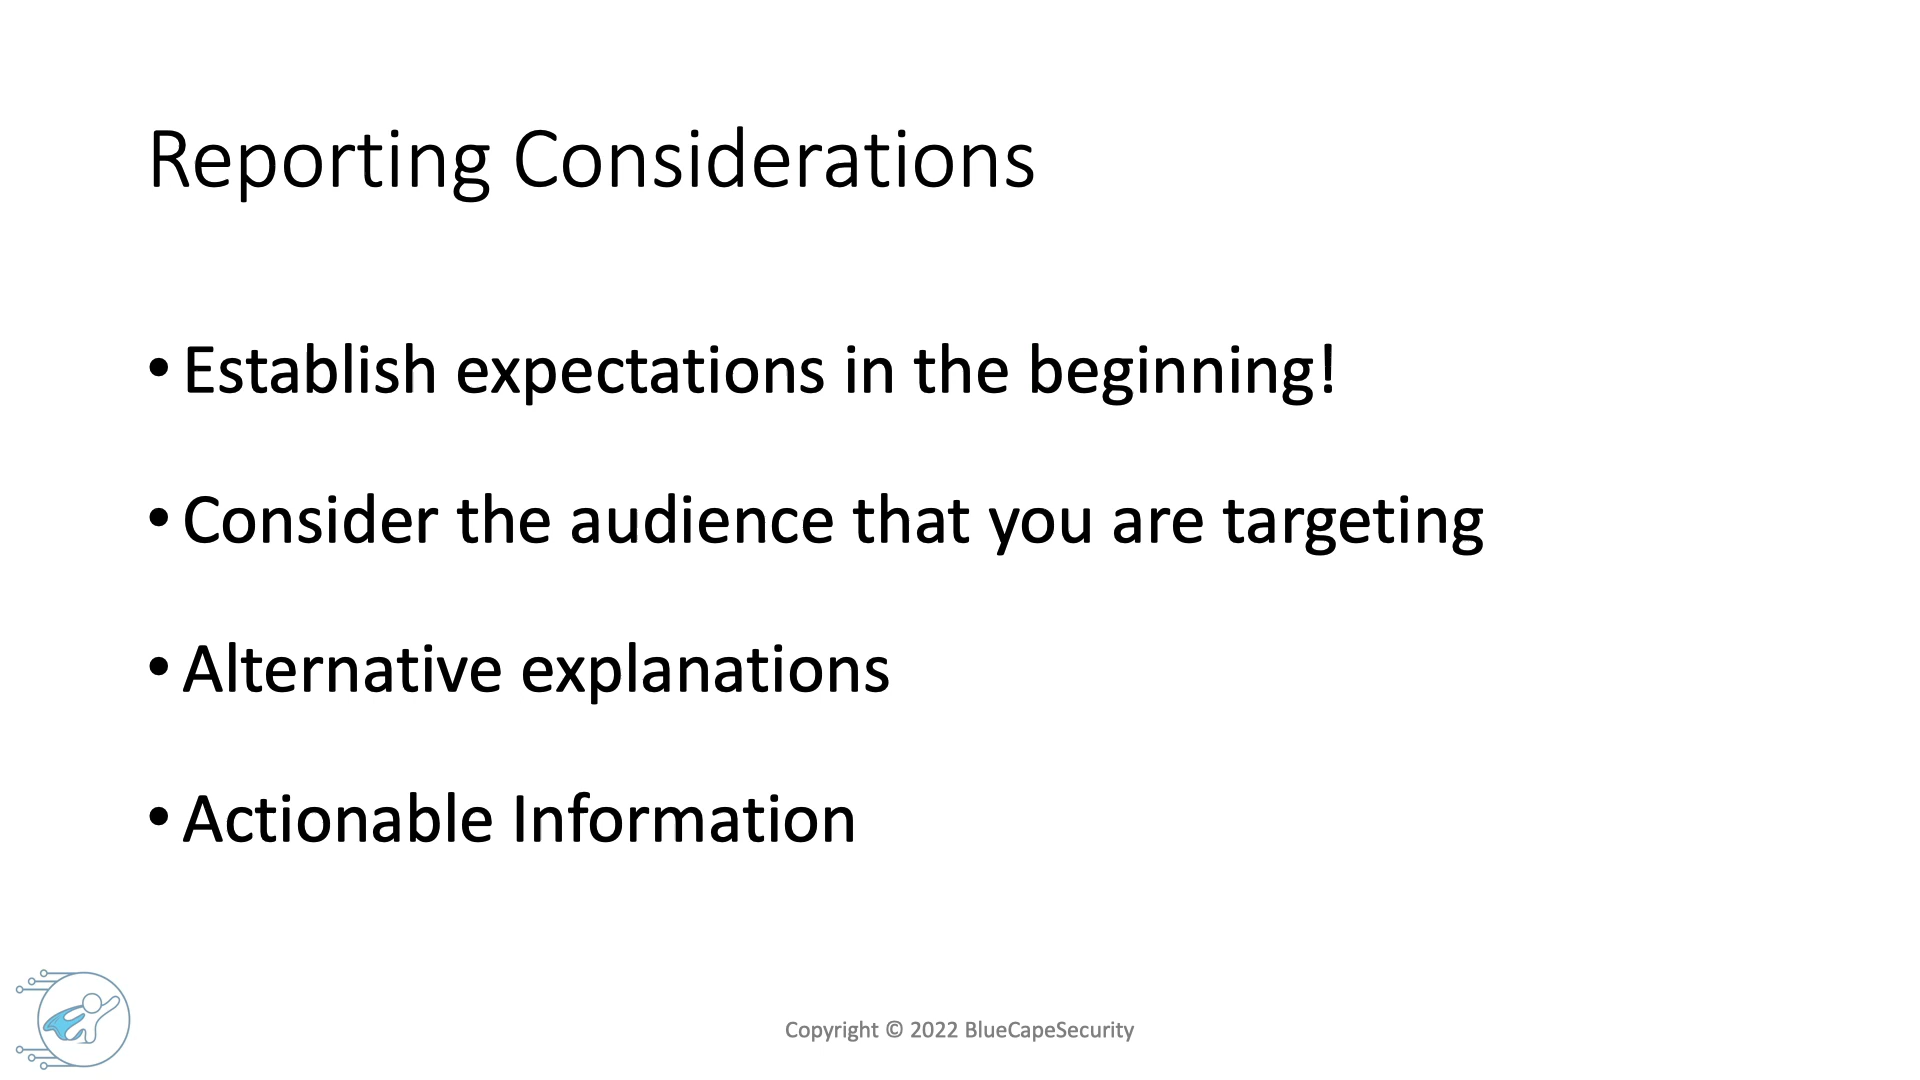 Reporting Considerations
• Establish expectations in the beginning!
• Consider the audience that you are targeting
• Alternative explanations
• Actionable Information
Copyright © 2022 BlueCapeSecurity